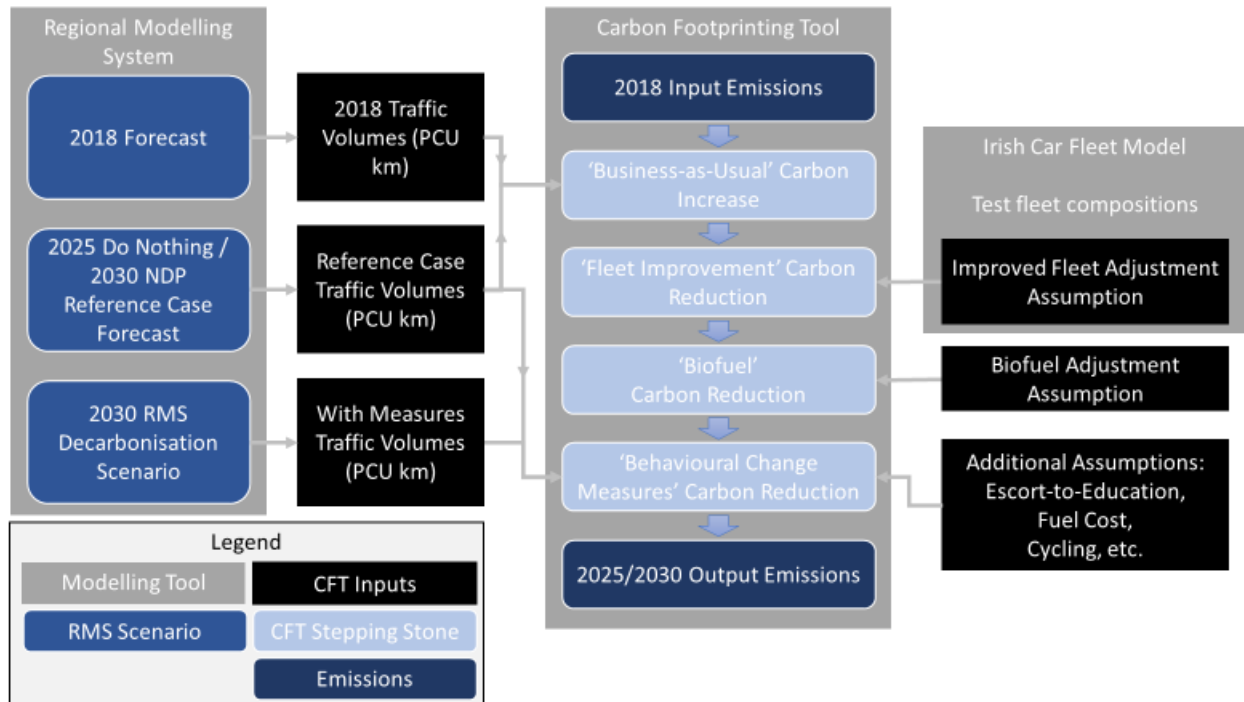 Regional Modelling
System
2018 Forecast
2025 Do Nothing /
2030 NDP
Reference Case
Forecast
2030 RMS
Decarbonisation
Scenario
2018 Traffic
Volumes (PCU
km)
Reference Case
Traffic Volumes
(PCU km)
With Measures
Traffic Volumes
(PCU km)
Carbon Footprinting Tool
2018 Input Emissions
‘Business-as-Usual’ Carbon
Increase
‘Fleet Improvement’ Carbon
Reduction
‘Biofuel’
Carbon Reduction
‘Behavioural Change
Measures’ Carbon Reduction
2025/2030 Output Emissions
Irish Car Fleet Model
Test fleet compositions
Improved Fleet Adjustment
Assumption
Biofuel Adjustment
Assumption
Additional Assumptions:
Escort-to-Education,
Fuel Cost,
Cycling, etc.
Legend
Modelling Tool
CFT Inputs
RMS Scenario
CFT Stepping Stone
Emissions